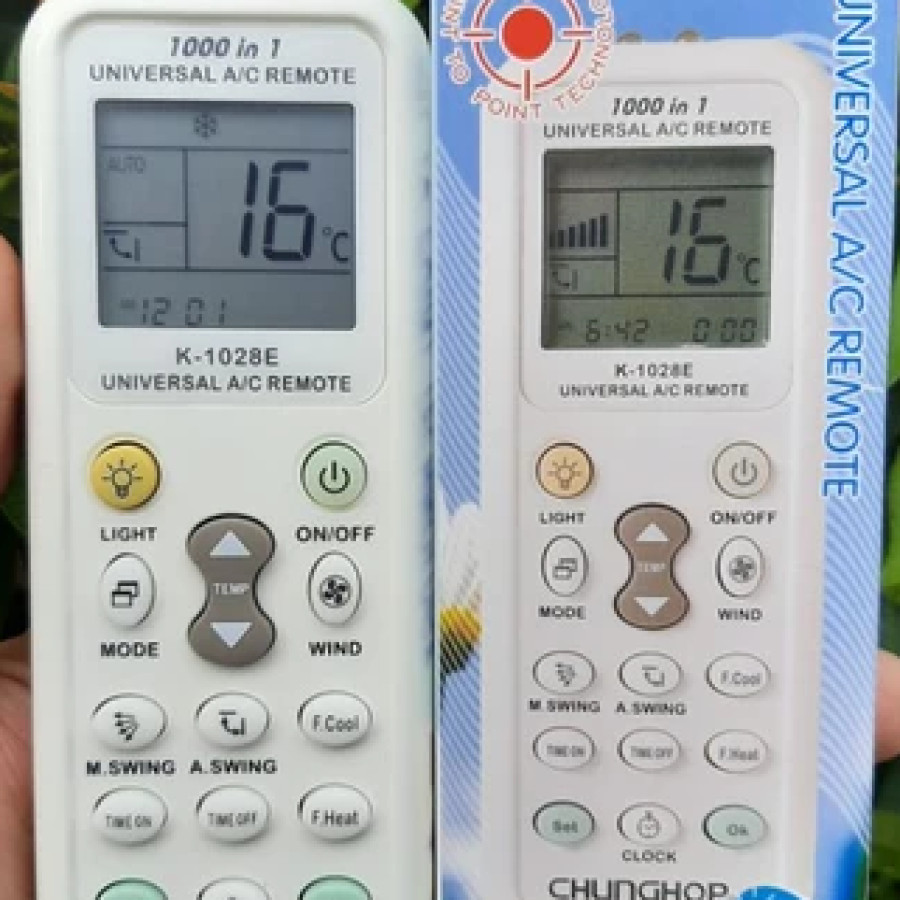 1000 in 1
UNIVERSAL A/C REMOTE
AUTO
16°C
12 01
K-1028E
UNIVERSAL A/C REMOTE
LIGHT
ON/OFF
TEMP
MODE
WIND
M.SWING
A.SWING
F.Cool
TIME ON
TIME OFF
F.Heat
POINT TO POINT TECHNOLO
1000 in 1
UNIVERSAL A/C REMOTE
16°C
6:42 0:00
K-1028E
UNIVERSAL A/C REMOTE
LIGHT
ON/OFF
TEMP
MODE
WIND
M.SWING
A.SWING
F.Cool
TIME ON
TIME OFF
F.Heat
Set
Ok
CLOCK
CHUNGHOP
UNIVERSAL A/C REMOTE